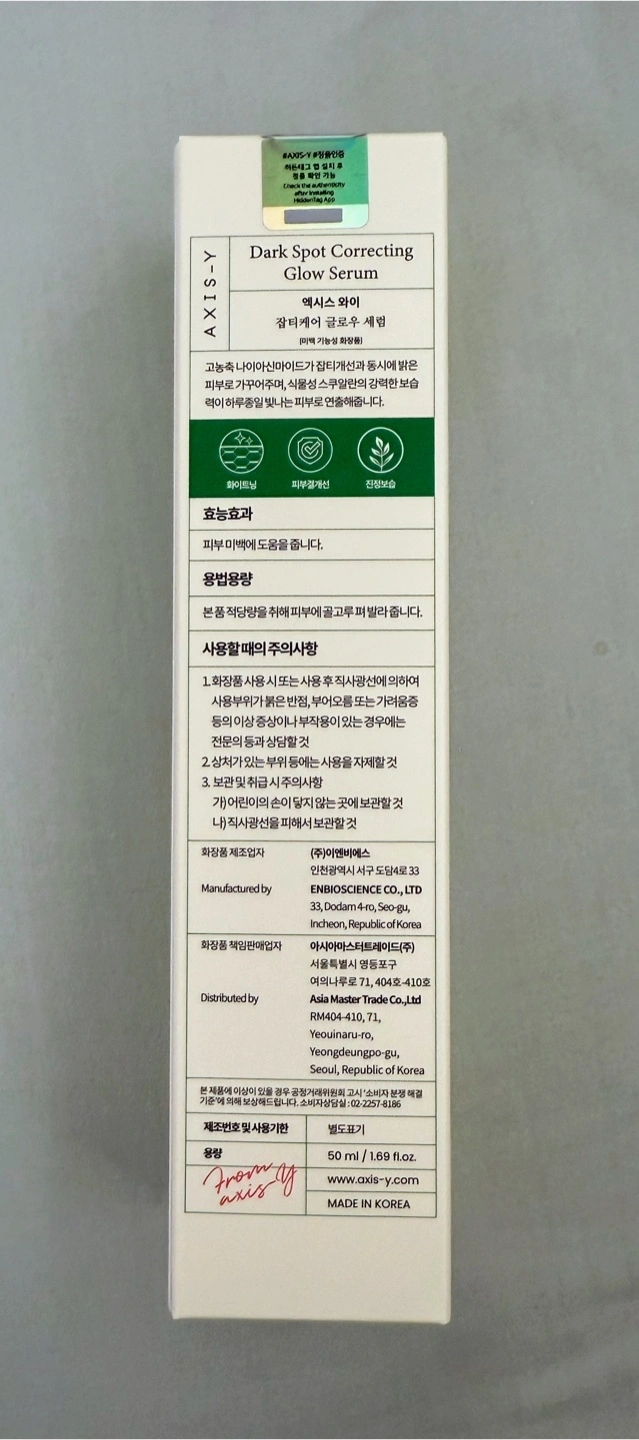 #AXIS-Y #정품인증
히든태그 앱 설치 후
정품 확인 가능
Check the authenticity
after installing
HiddenTag App
AXIS-Y
Dark Spot Correcting
Glow Serum
엑시스 와이
잡티케어 글로우 세럼
[미백 기능성 화장품]
고농축 나이아신마이드가 잡티개선과 동시에 밝은
피부로 가꾸어주며, 식물성 스쿠알란의 강력한 보습
력이 하루종일 빛나는 피부로 연출해줍니다.
화이트닝
피부결개선
진정보습
효능효과
피부 미백에 도움을 줍니다.
용법용량
본 품 적당량을 취해 피부에 골고루 펴 발라 줍니다.
사용할 때의 주의사항
1. 화장품 사용 시 또는 사용 후 직사광선에 의하여
사용부위가 붉은 반점, 부어오름 또는 가려움증
등의 이상 증상이나 부작용이 있는 경우에는
전문의 등과 상담할 것
2. 상처가 있는 부위 등에는 사용을 자제할 것
3. 보관 및 취급 시 주의사항
가) 어린이의 손이 닿지 않는 곳에 보관할 것
나) 직사광선을 피해서 보관할 것
화장품 제조업자 (주)이엔비에스
인천광역시 서구 도담4로 33
Manufactured by ENBIOSCIENCE CO., LTD
33, Dodam 4-ro, Seo-gu,
Incheon, Republic of Korea
화장품 책임판매업자 아시아마스터트레이드(주)
서울특별시 영등포구
여의나루로 71, 404호-410호
Distributed by Asia Master Trade Co.,Ltd
RM404-410, 71,
Yeouinaru-ro,
Yeongdeungpo-gu,
Seoul, Republic of Korea
본 제품에 이상이 있을 경우 공정거래위원회 고시 '소비자 분쟁 해결
기준'에 의해 보상해드립니다. 소비자상담실 : 02-2257-8186
제조번호 및 사용기한 별도표기
용량 50 ml / 1.69 fl.oz.
From
axis-y
www.axis-y.com
MADE IN KOREA